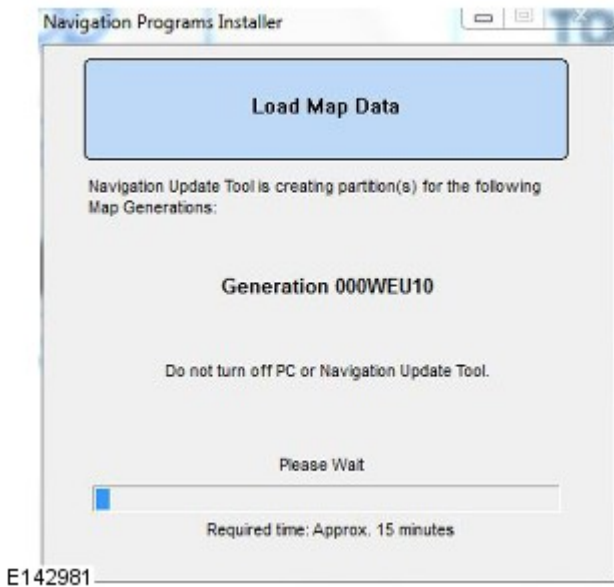 Navigation Programs Installer
Load Map Data
Navigation Update Tool is creating partition(s) for the following
Map Generations:
Generation 000WEU10
Do not turn off PC or Navigation Update Tool.
Please Wait
Required time: Approx. 15 minutes
E142981